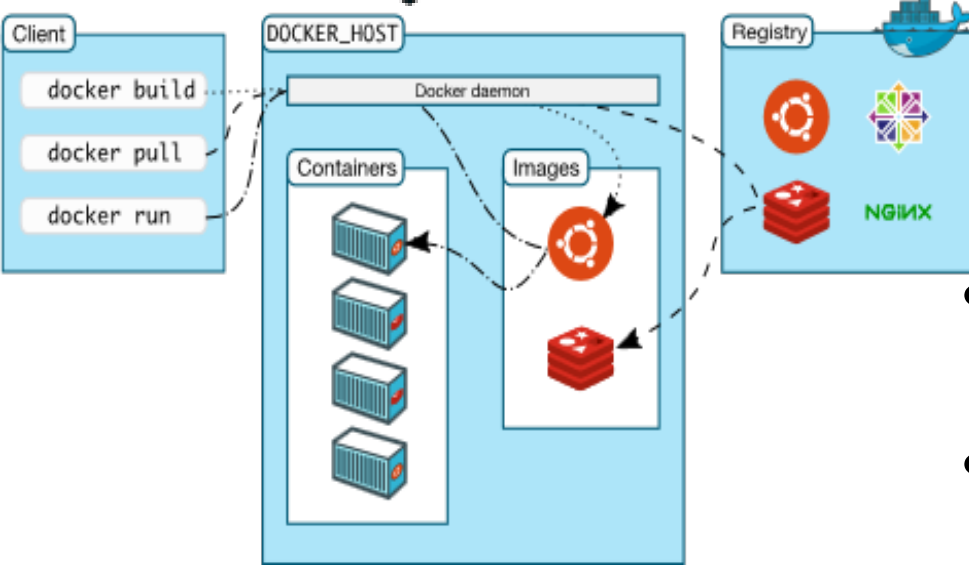 Client
docker build
docker pull
docker run
DOCKER_HOST
Docker daemon
Containers
Images
Registry
NGiNX